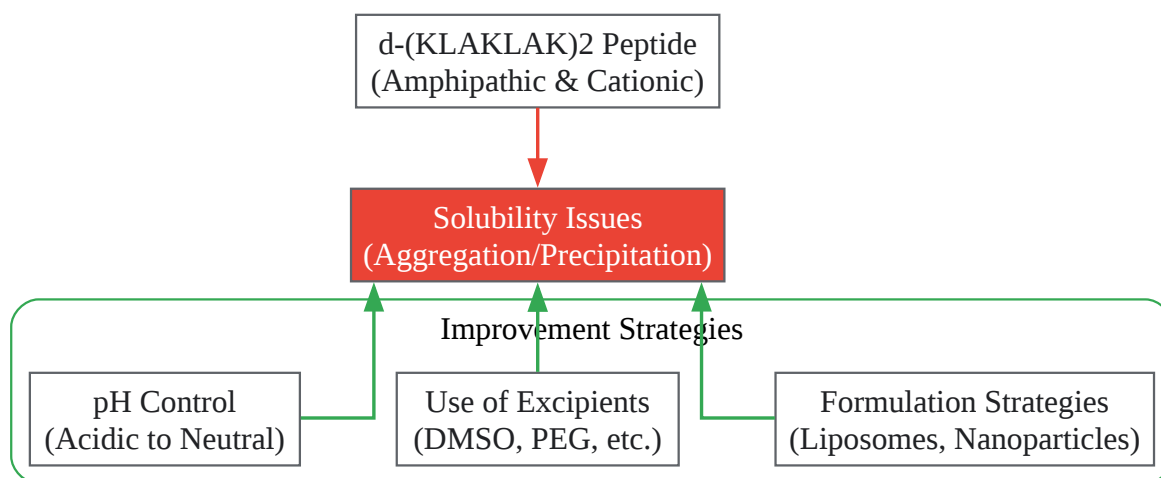 d-(KLAKLAK)2 Peptide
(Amphipathic & Cationic)
Solubility Issues
(Aggregation/Precipitation)
Improvement Strategies
pH Control
(Acidic to Neutral)
Use of Excipients
(DMSO, PEG, etc.)
Formulation Strategies
(Liposomes, Nanoparticles)